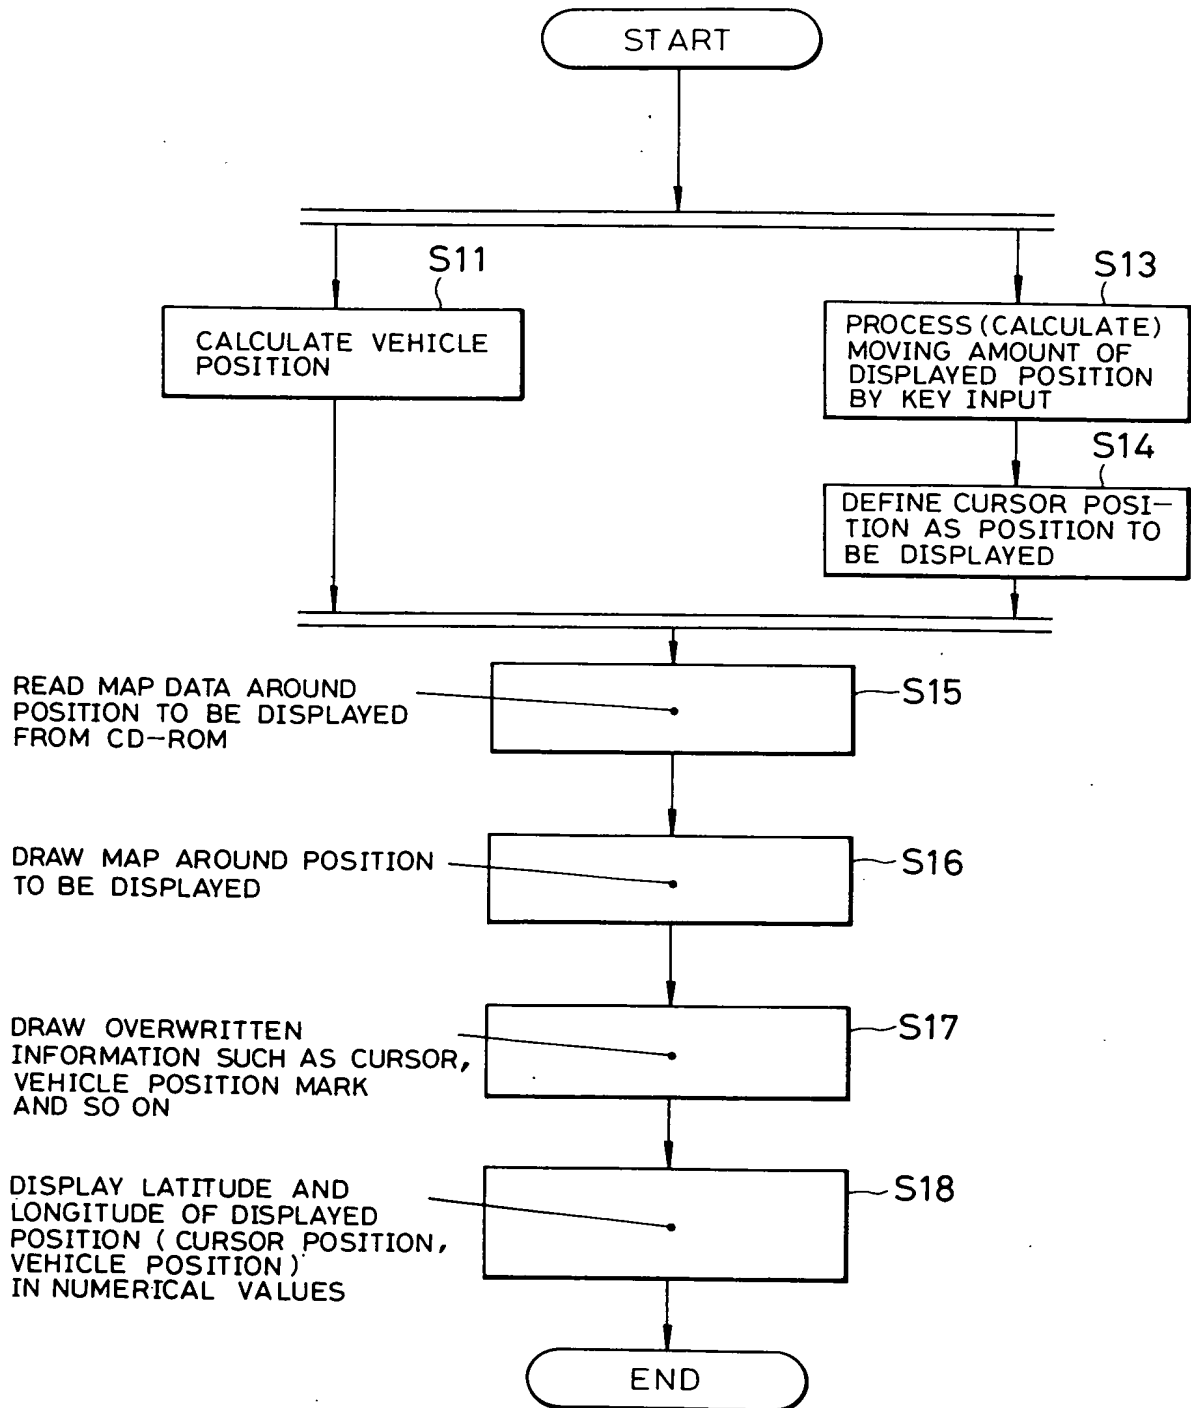 START
S11
CALCULATE VEHICLE
POSITION
S13
PROCESS (CALCULATE)
MOVING AMOUNT OF
DISPLAYED POSITION
BY KEY INPUT
S14
DEFINE CURSOR POSI-
TION AS POSITION TO
BE DISPLAYED
READ MAP DATA AROUND
POSITION TO BE DISPLAYED
FROM CD-ROM
S15
DRAW MAP AROUND POSITION
TO BE DISPLAYED
S16
DRAW OVERWRITTEN
INFORMATION SUCH AS CURSOR,
VEHICLE POSITION MARK
AND SO ON
S17
DISPLAY LATITUDE AND
LONGITUDE OF DISPLAYED
POSITION (CURSOR POSITION,
VEHICLE POSITION)
IN NUMERICAL VALUES
S18
END